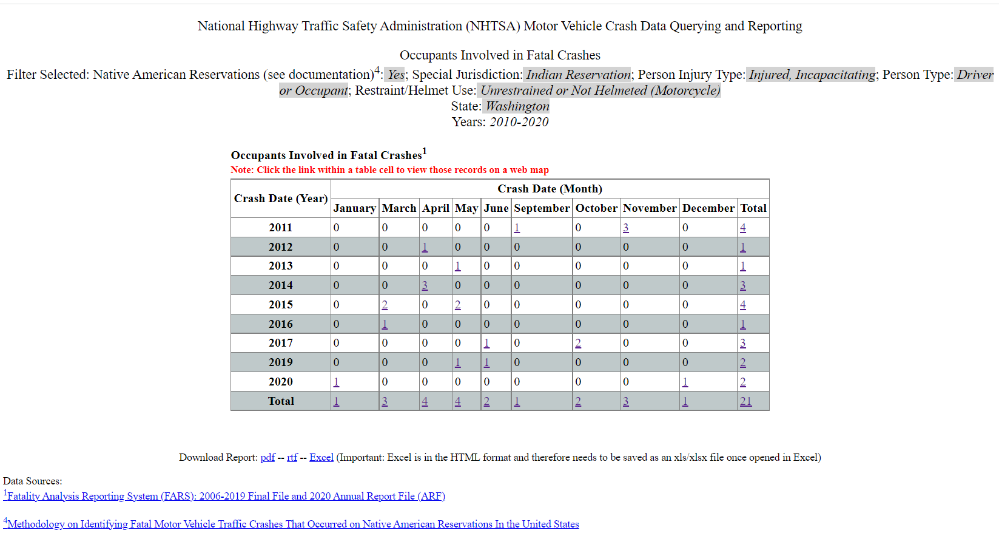 National Highway Traffic Safety Administration (NHTSA) Motor Vehicle Crash Data Querying and Reporting
Occupants Involved in Fatal Crashes
Filter Selected: Native American Reservations (see documentation)4: Yes; Special Jurisdiction: Indian Reservation; Person Injury Type: Injured, Incapacitating; Person Type: Driver
or Occupant; Restraint/Helmet Use: Unrestrained or Not Helmeted (Motorcycle)
State: Washington
Years: 2010-2020
Occupants Involved in Fatal Crashes1
Note: Click the link within a table cell to view those records on a web map
Crash Date (Year) Crash Date (Month)
January March April May June September October November December Total
2011 0 0 0 0 0 1 0 3 0 4
2012 0 0 1 0 0 0 0 0 0 1
2013 0 0 0 1 0 0 0 0 0 1
2014 0 0 3 0 0 0 0 0 0 3
2015 0 2 0 2 0 0 0 0 0 4
2016 0 1 0 0 0 0 0 0 0 1
2017 0 0 0 0 1 0 2 0 0 3
2019 0 0 0 1 1 0 0 0 0 2
2020 1 0 0 0 0 0 0 0 1 2
Total 1 3 4 4 2 1 2 3 1 21
Download Report: pdf -- rtf -- Excel (Important: Excel is in the HTML format and therefore needs to be saved as an xls/xlsx file once opened in Excel)
Data Sources:
1Fatality Analysis Reporting System (FARS): 2006-2019 Final File and 2020 Annual Report File (ARF)
4Methodology on Identifying Fatal Motor Vehicle Traffic Crashes That Occurred on Native American Reservations In the United States